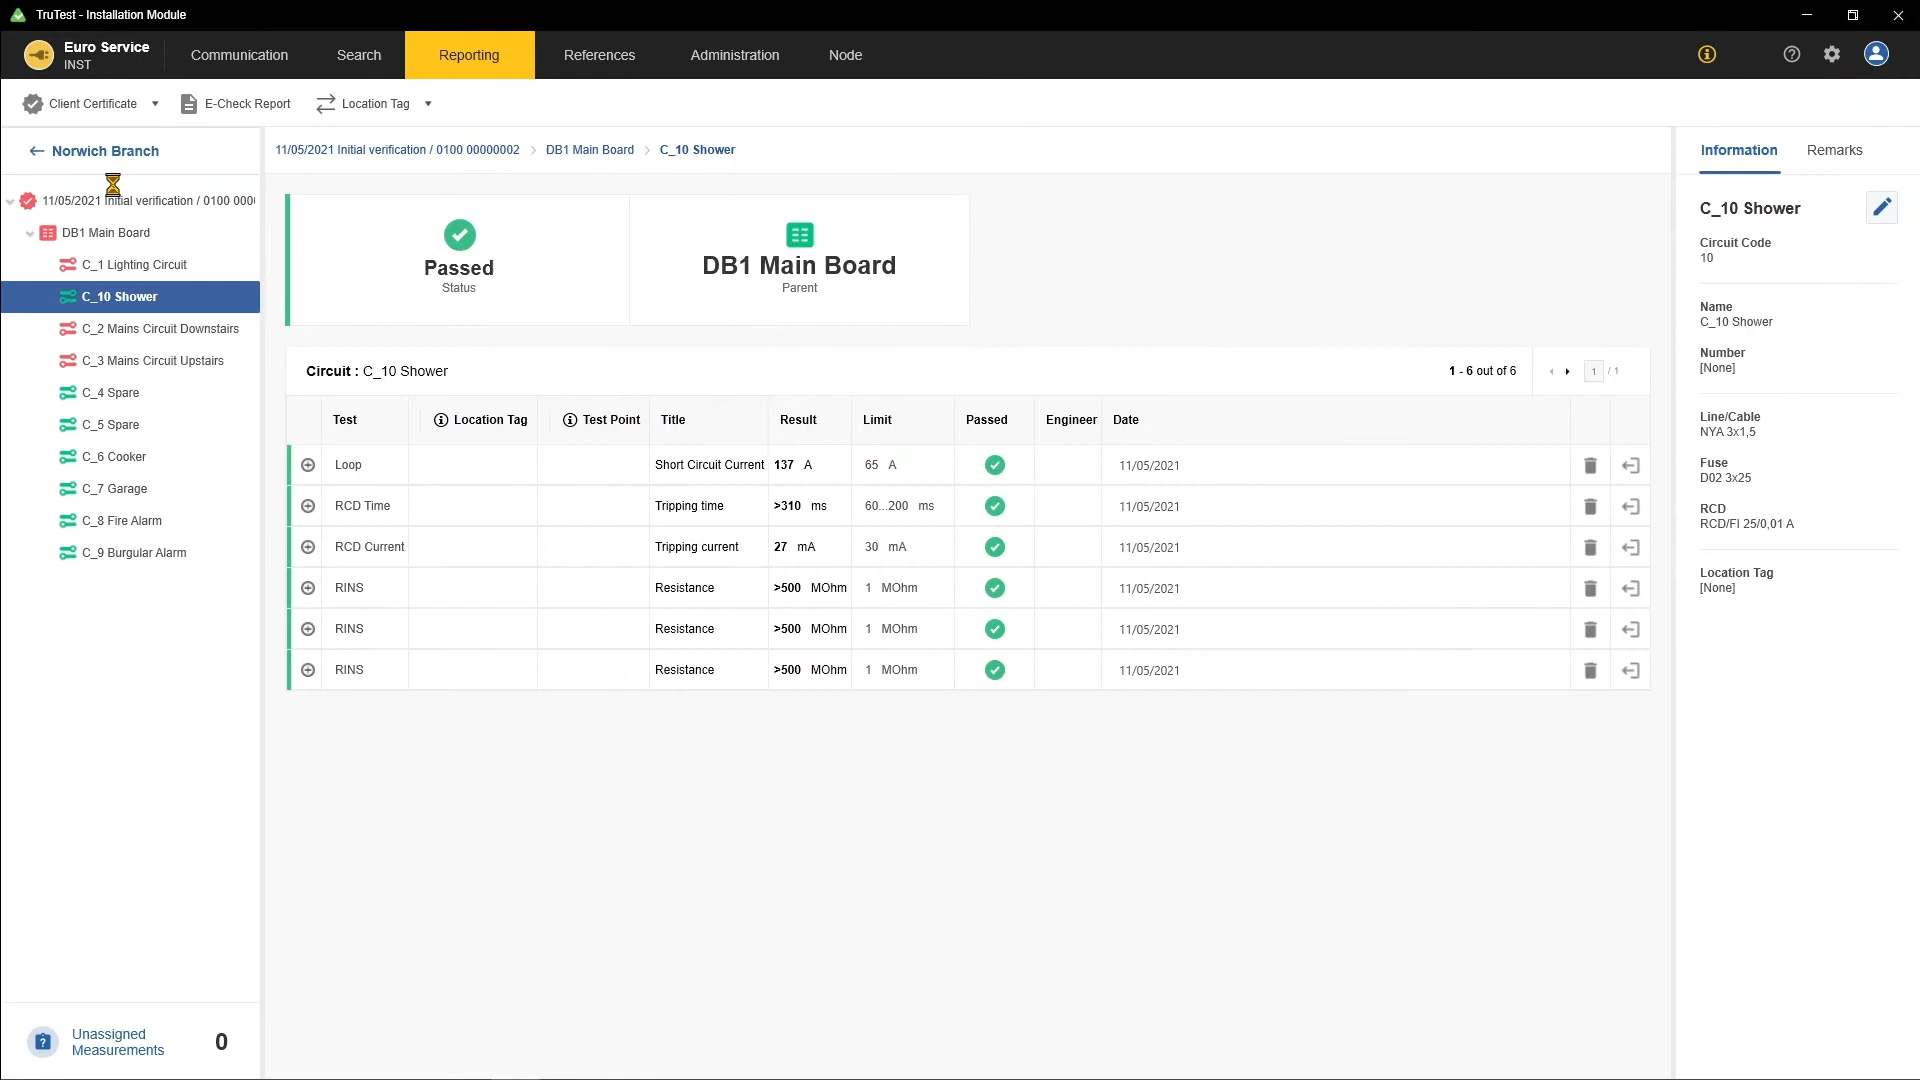 TruTest - Installation Module
Euro Service
INST
Communication
Search
Reporting
References
Administration
Node
Client Certificate
E-Check Report
Location Tag
Norwich Branch
11/05/2021 Initial verification / 0100 00000002 > DB1 Main Board > C_10 Shower
Information
Remarks
11/05/2021 Initial verification / 0100 000
DB1 Main Board
C_1 Lighting Circuit
C_10 Shower
C_2 Mains Circuit Downstairs
C_3 Mains Circuit Upstairs
C_4 Spare
C_5 Spare
C_6 Cooker
C_7 Garage
C_8 Fire Alarm
C_9 Burgular Alarm
Unassigned
Measurements
0
Passed
Status
DB1 Main Board
Parent
Circuit : C_10 Shower
1 - 6 out of 6
1 / 1
Test Location Tag Test Point Title Result Limit Passed Engineer Date
Loop Short Circuit Current 137 A 65 A 11/05/2021
RCD Time Tripping time >310 ms 60...200 ms 11/05/2021
RCD Current Tripping current 27 mA 30 mA 11/05/2021
RINS Resistance >500 MOhm 1 MOhm 11/05/2021
RINS Resistance >500 MOhm 1 MOhm 11/05/2021
RINS Resistance >500 MOhm 1 MOhm 11/05/2021
C_10 Shower
Circuit Code
10
Name
C_10 Shower
Number
[None]
Line/Cable
NYA 3x1,5
Fuse
D02 3x25
RCD
RCD/FI 25/0,01 A
Location Tag
[None]